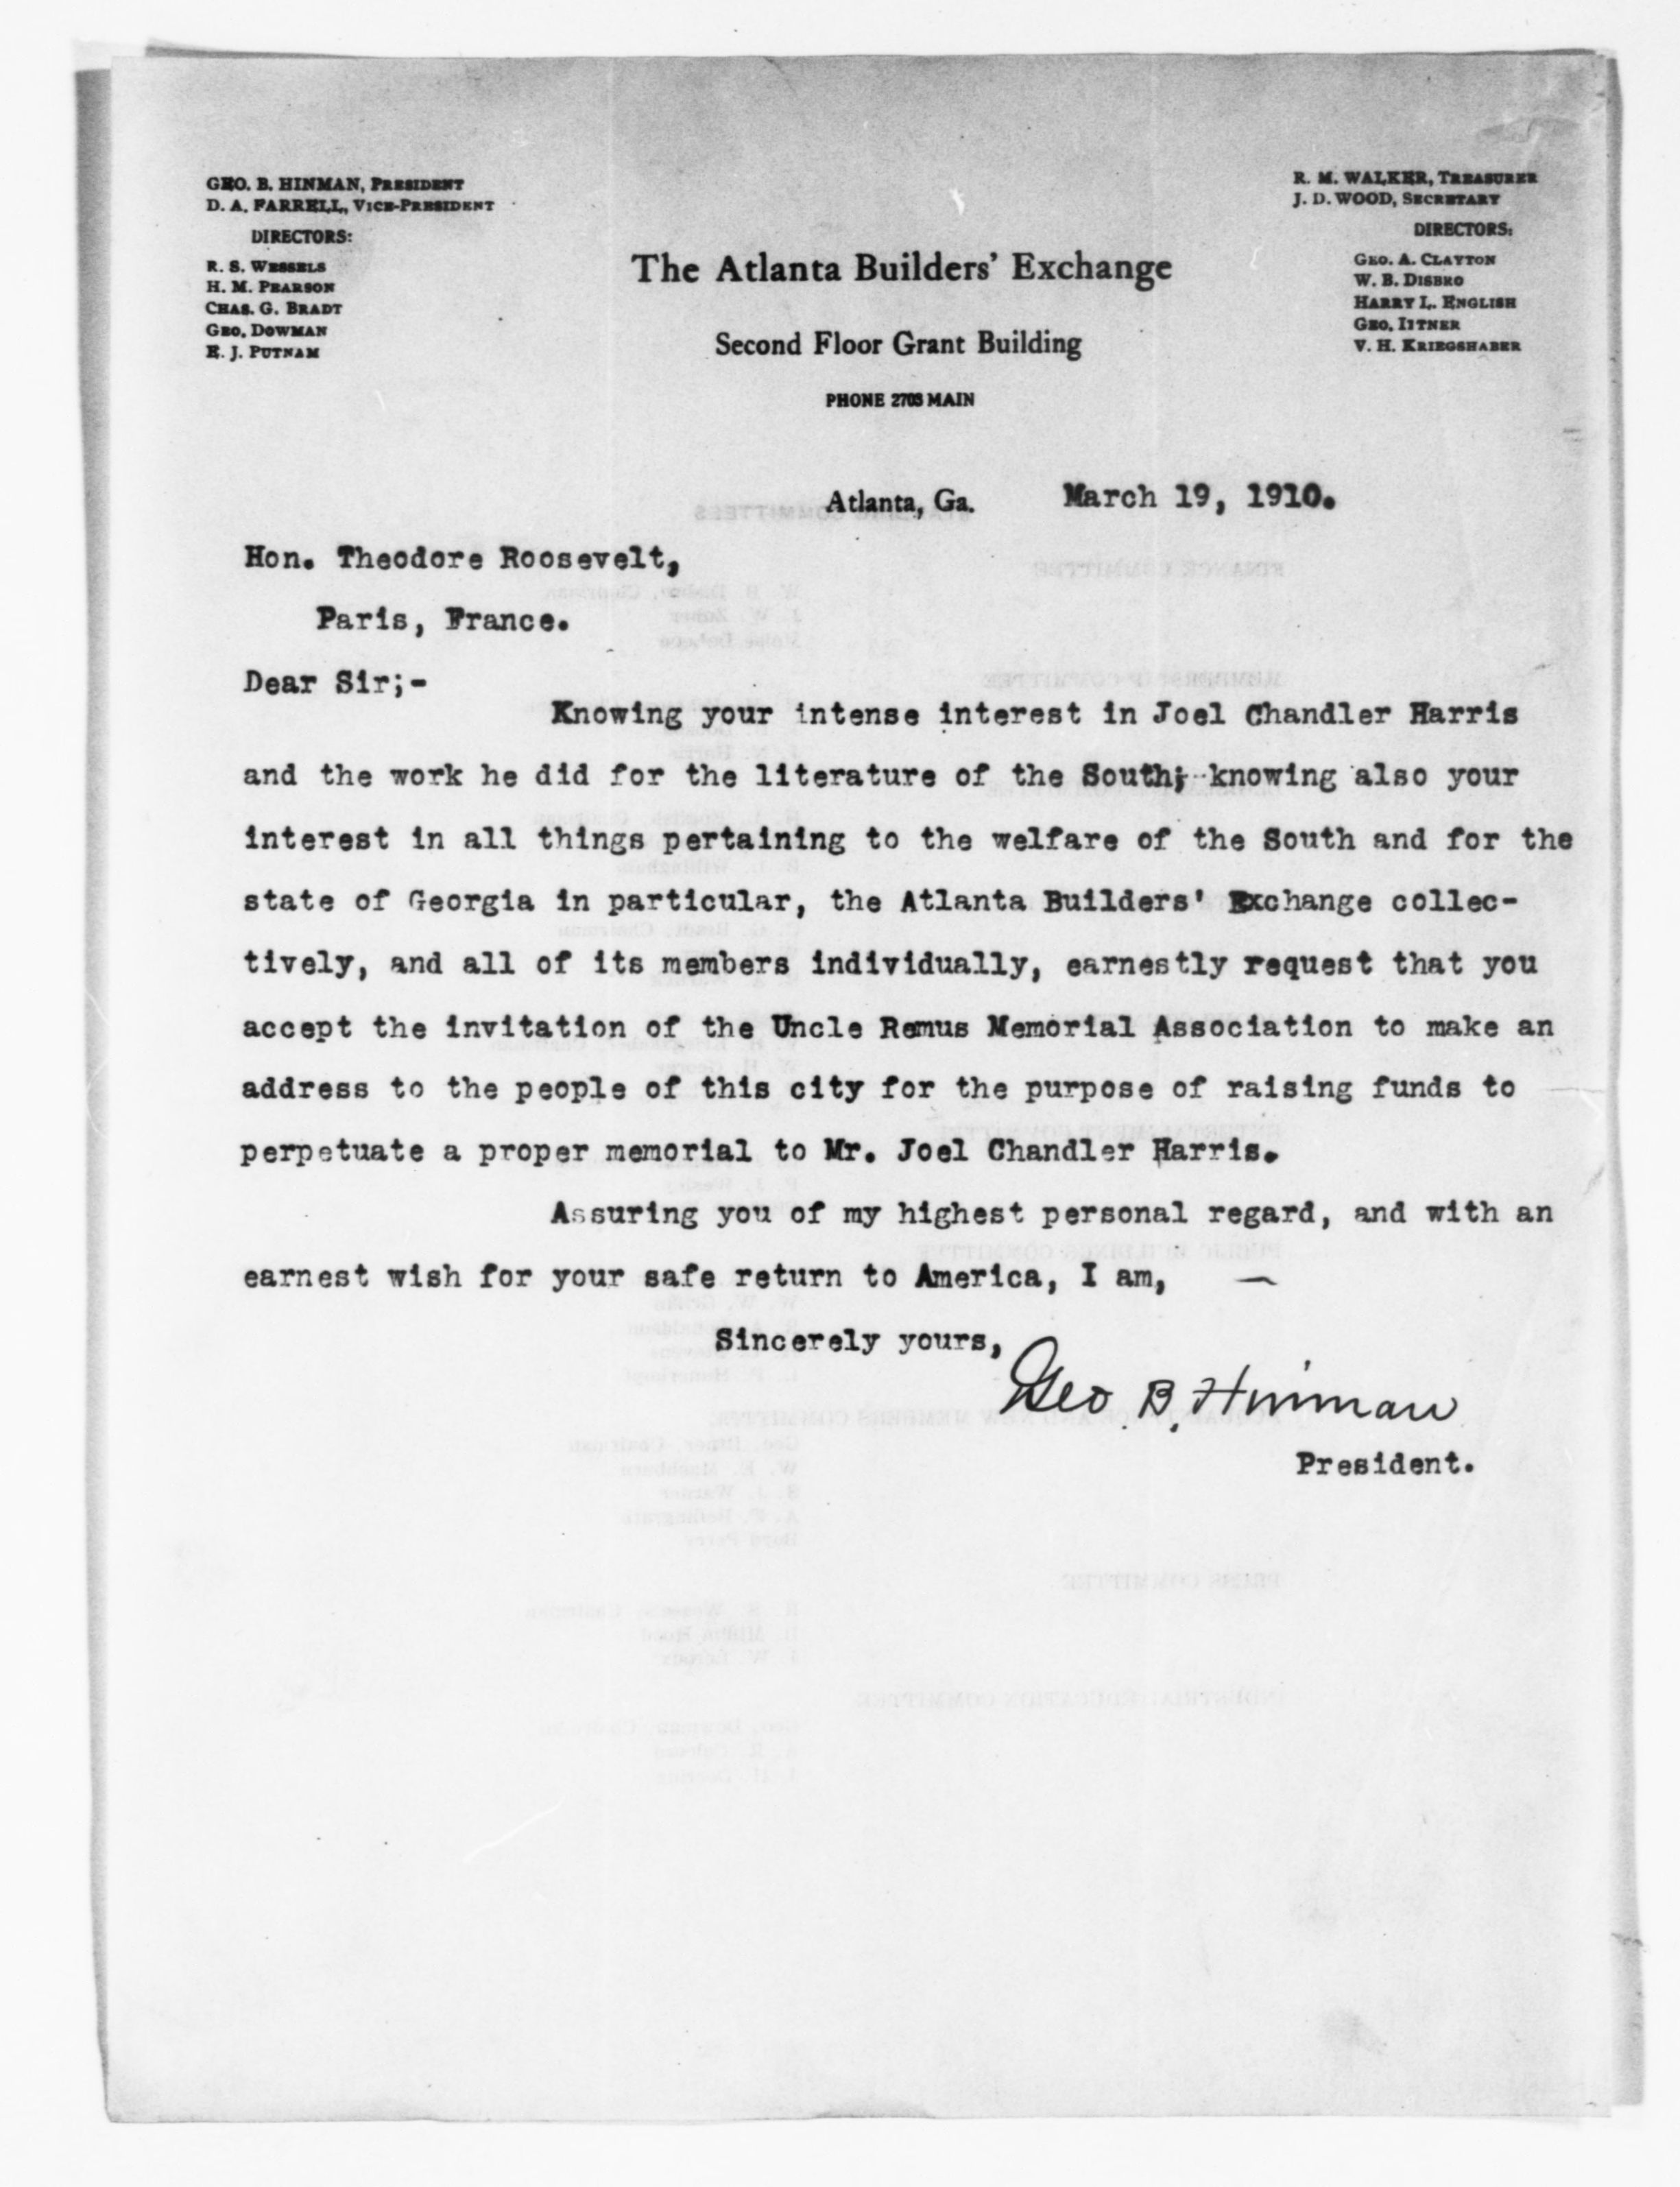 GEO. B. HINMAN, PRESIDENT
D. A. FARRELL, VICE-PRESIDENT
DIRECTORS:
R. S. WESSELS
H. M. PEARSON
CHAS. G. BRADT
GEO. DOWMAN
E. J. PUTNAM
R. M. WALKER, TREASURER
J. D. WOOD, SECRETARY
DIRECTORS:
GEO. A. CLAYTON
W. B. DISBRO
HARRY L. ENGLISH
GEO. ITTNER
V. H. KRIEGSHABER
The Atlanta Builders' Exchange
Second Floor Grant Building
PHONE 2703 MAIN
Atlanta, Ga. March 19, 1910.
Hon. Theodore Roosevelt,
Paris, France.
Dear Sir;-
Knowing your intense interest in Joel Chandler Harris
and the work he did for the literature of the South; knowing also your
interest in all things pertaining to the welfare of the South and for the
state of Georgia in particular, the Atlanta Builders' Exchange collec-
tively, and all of its members individually, earnestly request that you
accept the invitation of the Uncle Remus Memorial Association to make an
address to the people of this city for the purpose of raising funds to
perpetuate a proper memorial to Mr. Joel Chandler Harris.
Assuring you of my highest personal regard, and with an
earnest wish for your safe return to America, I am,
Sincerely yours,
Geo. B. Hinman
President.